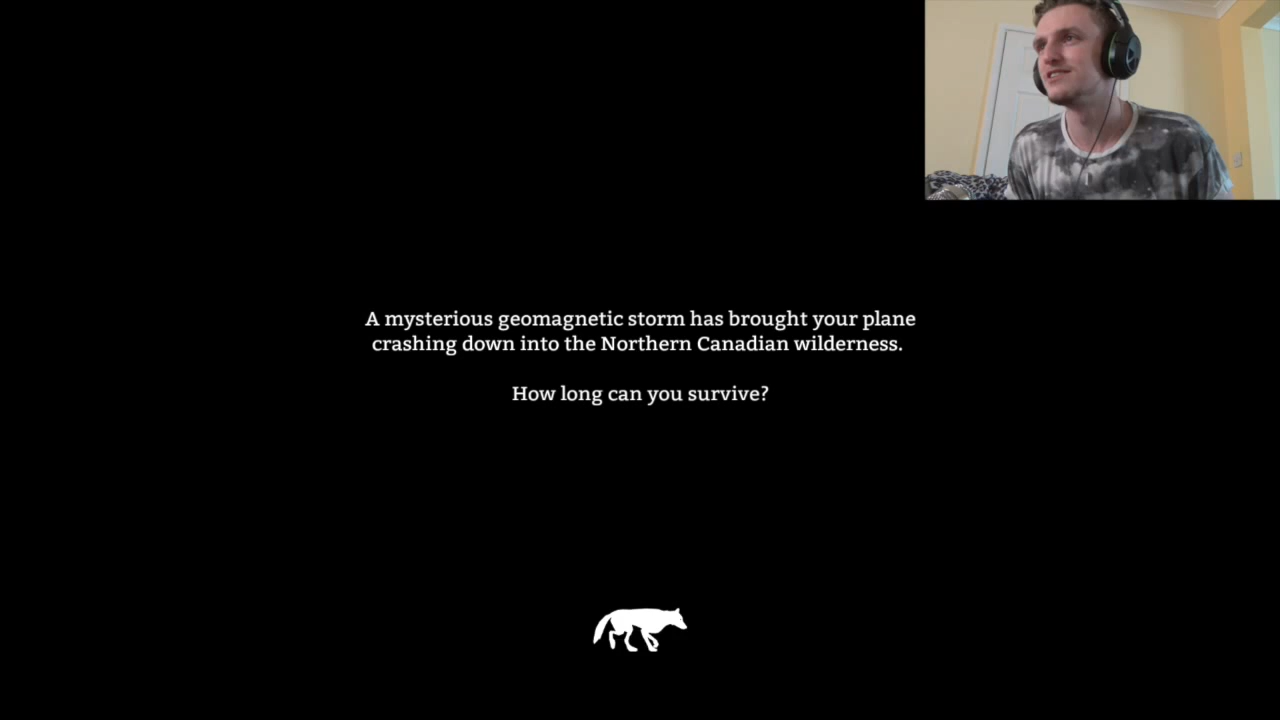 A mysterious geomagnetic storm has brought your plane
crashing down into the Northern Canadian wilderness.
How long can you survive?